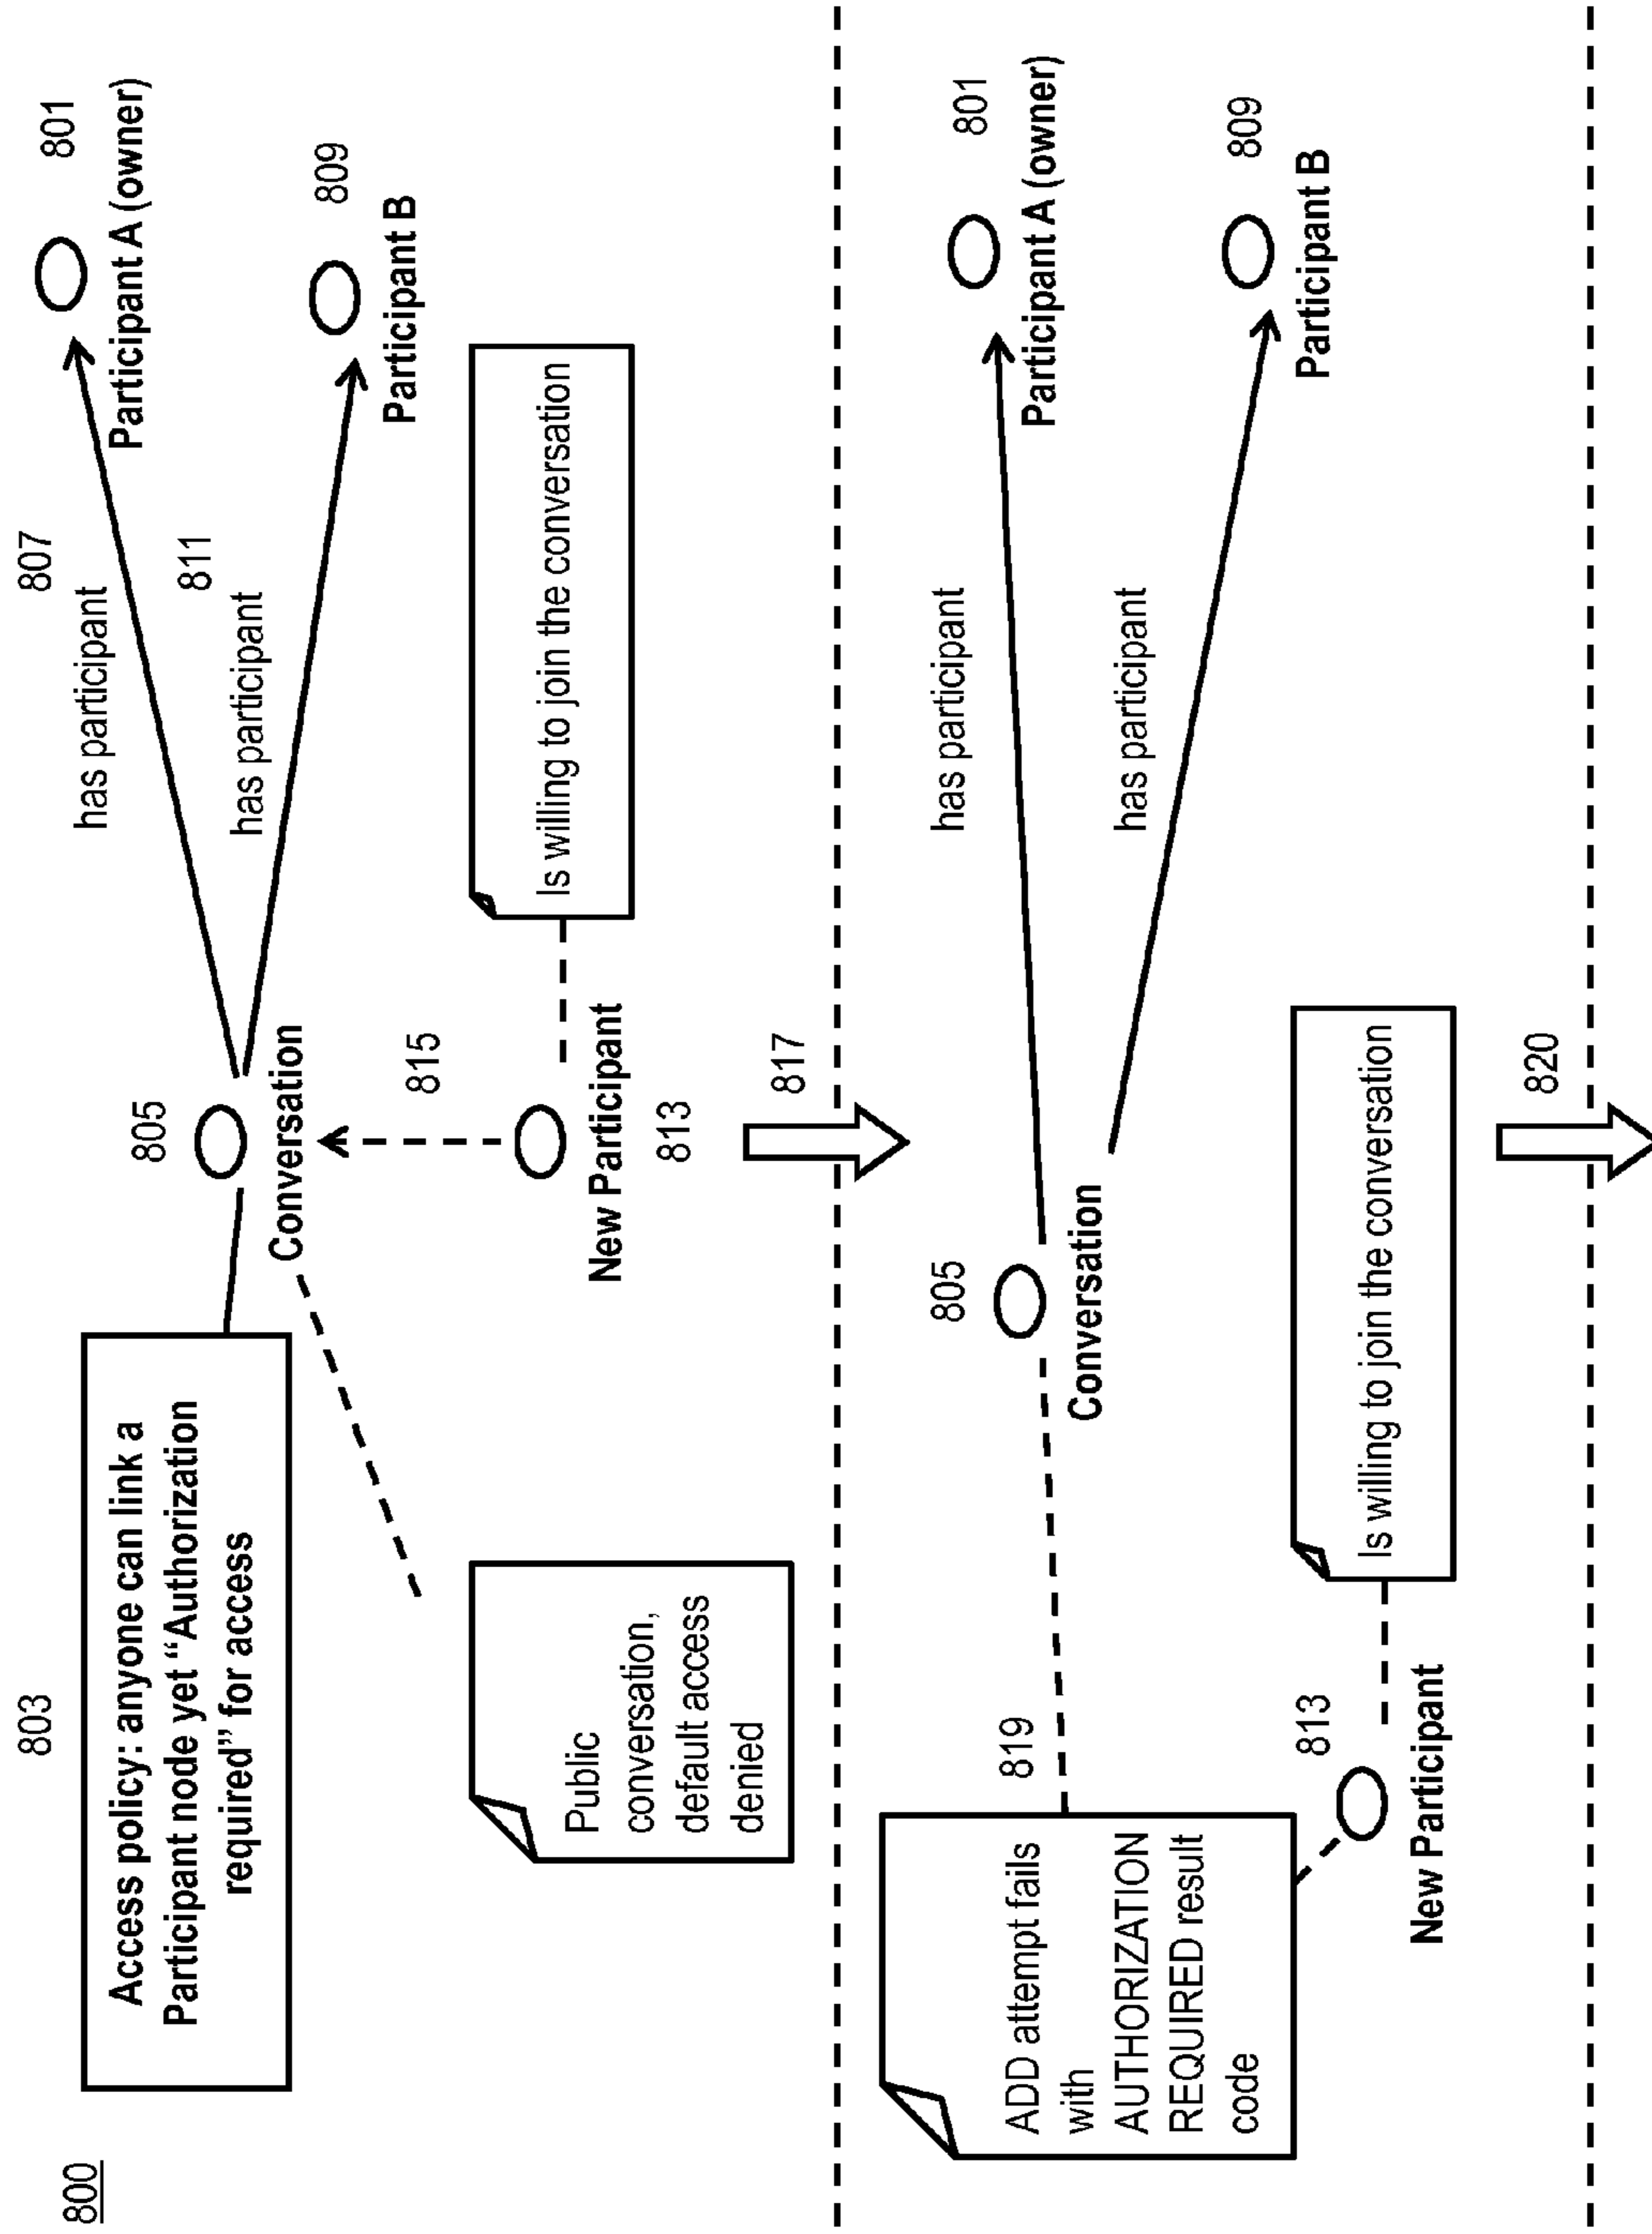 800
803
Access policy: anyone can link a
Participant node yet “Authorization
required” for access
805
Conversation
807
has participant
801
Participant A (owner)
811
has participant
809
Participant B
Public
conversation,
default access
denied
815
New Participant
813
Is willing to join the conversation
817
ADD attempt fails
with
AUTHORIZATION
REQUIRED result
code
819
805
Conversation
has participant
801
Participant A (owner)
has participant
809
Participant B
813
New Participant
Is willing to join the conversation
820